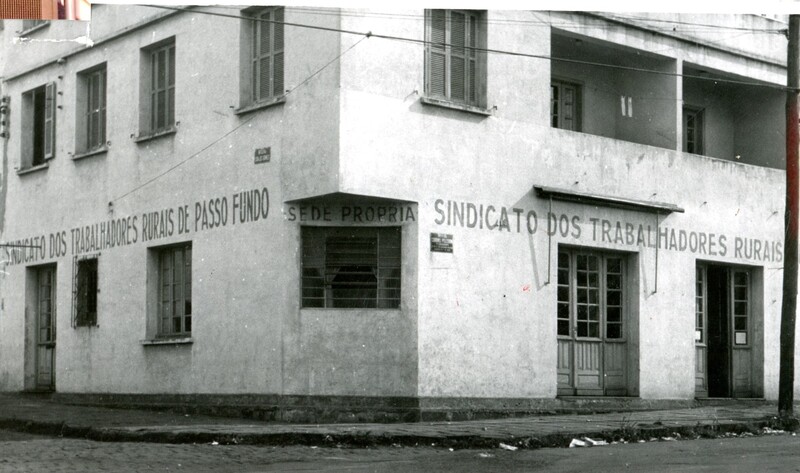 SINDICATO DOS TRABALHADORES RURAIS DE PASSO FUNDO
SEDE PROPRIA
SINDICATO DOS TRABALHADORES RURAIS